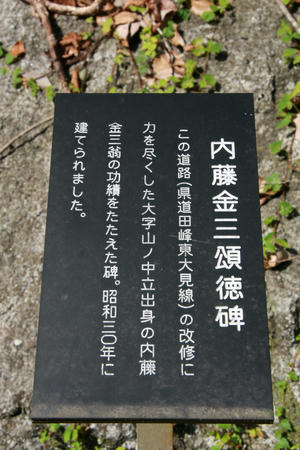 内藤金三頌徳碑
この道路(県道田峰東大見線)の改修に
力を尽くした大字山ノ中立出身の内藤
金三翁の功績をたたえた碑。昭和三〇年に
建てられました。